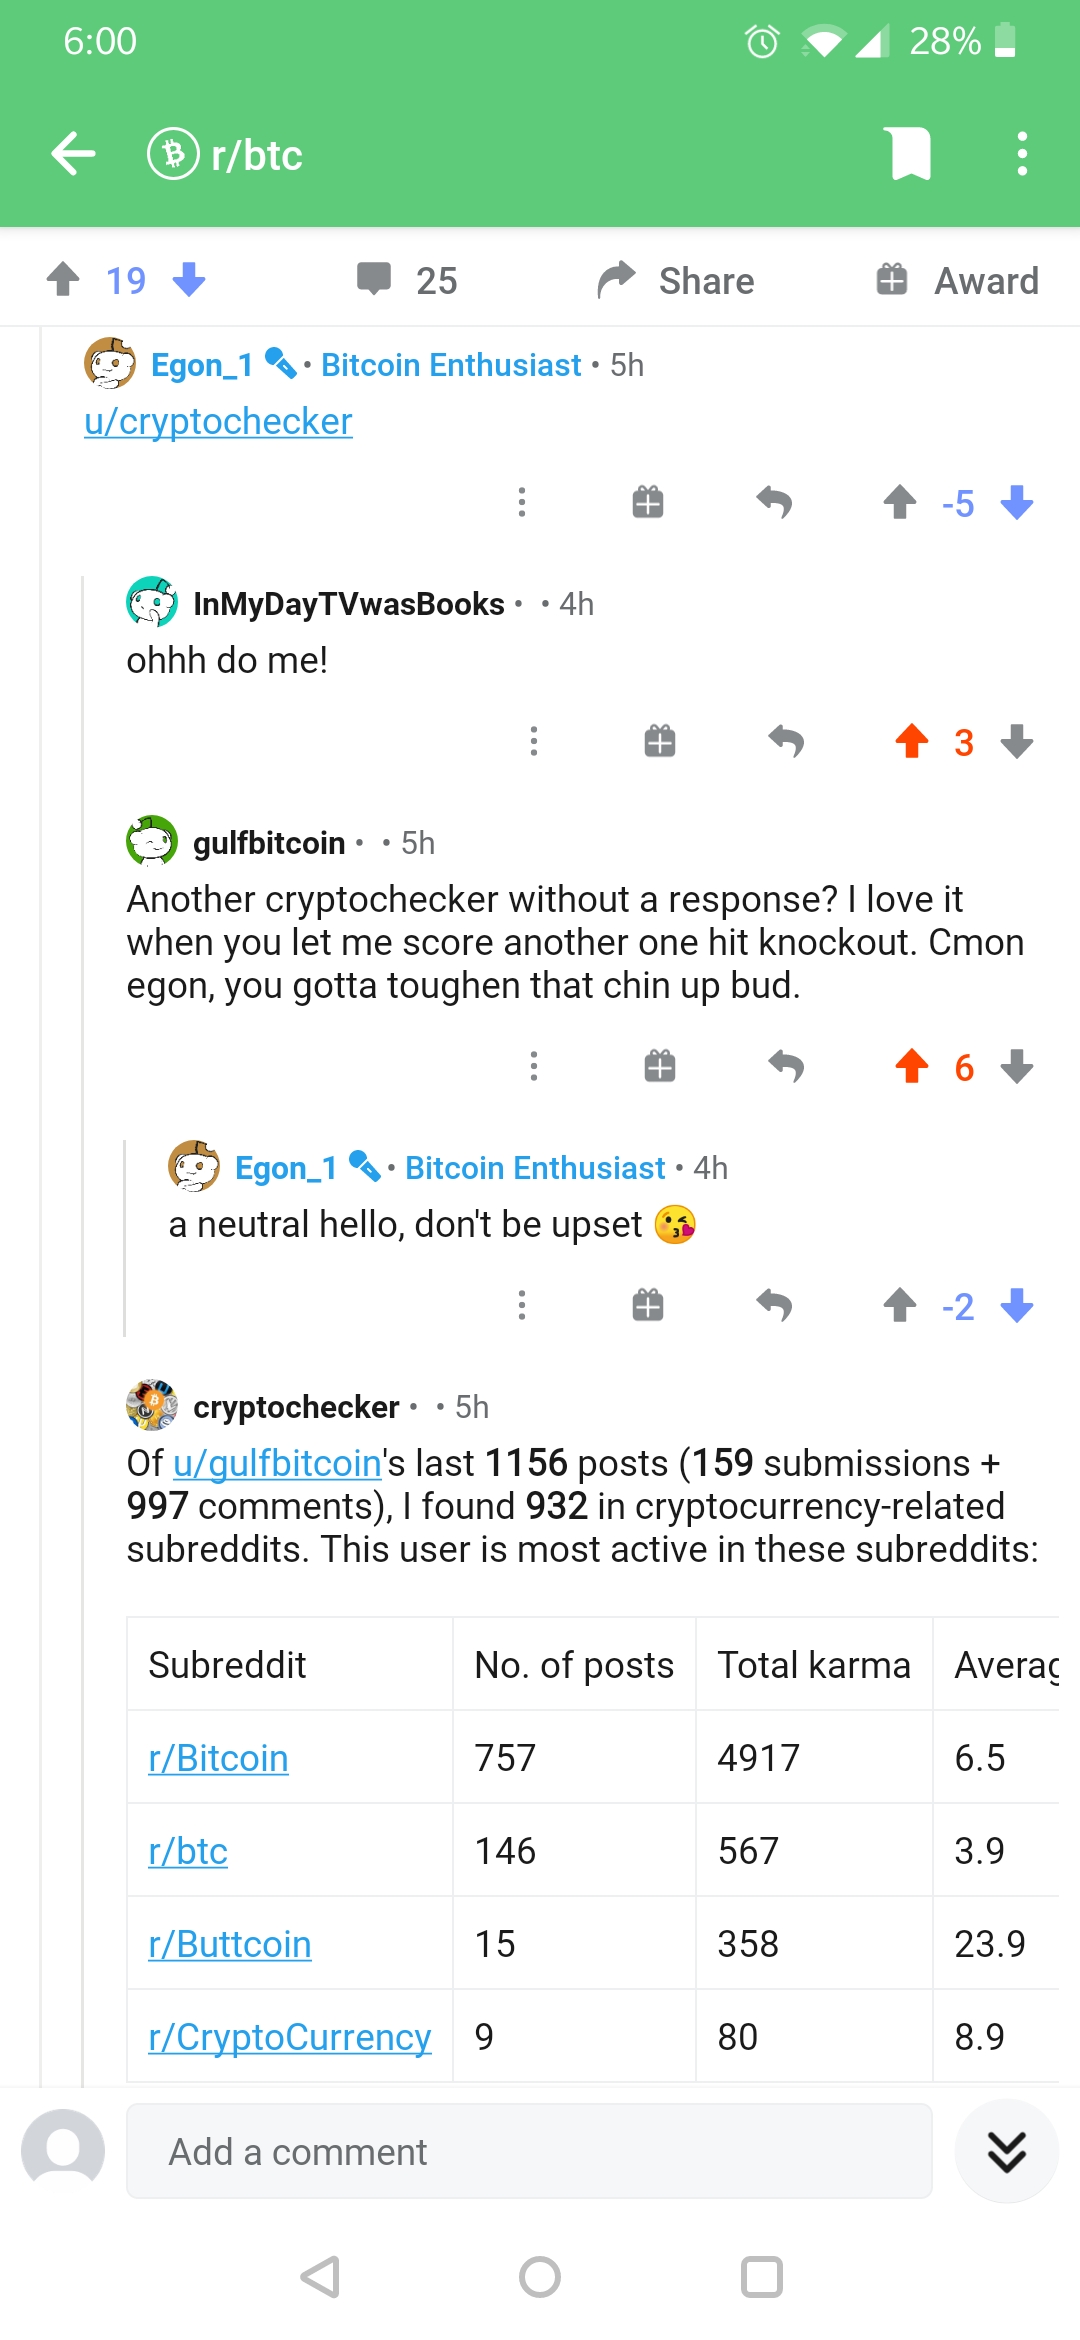 6:00
28%
r/btc
19
25
Share
Award
Egon_1 • Bitcoin Enthusiast • 5h
u/cryptochecker
-5
InMyDayTVwasBooks • • 4h
ohhh do me!
3
gulfbitcoin • • 5h
Another cryptochecker without a response? I love it
when you let me score another one hit knockout. Cmon
egon, you gotta toughen that chin up bud.
6
Egon_1 • Bitcoin Enthusiast • 4h
a neutral hello, don't be upset 😘
-2
cryptochecker • • 5h
Of u/gulfbitcoin's last 1156 posts (159 submissions +
997 comments), I found 932 in cryptocurrency-related
subreddits. This user is most active in these subreddits:
Subreddit No. of posts Total karma Averag
r/Bitcoin 757 4917 6.5
r/btc 146 567 3.9
r/Buttcoin 15 358 23.9
r/CryptoCurrency 9 80 8.9
Add a comment